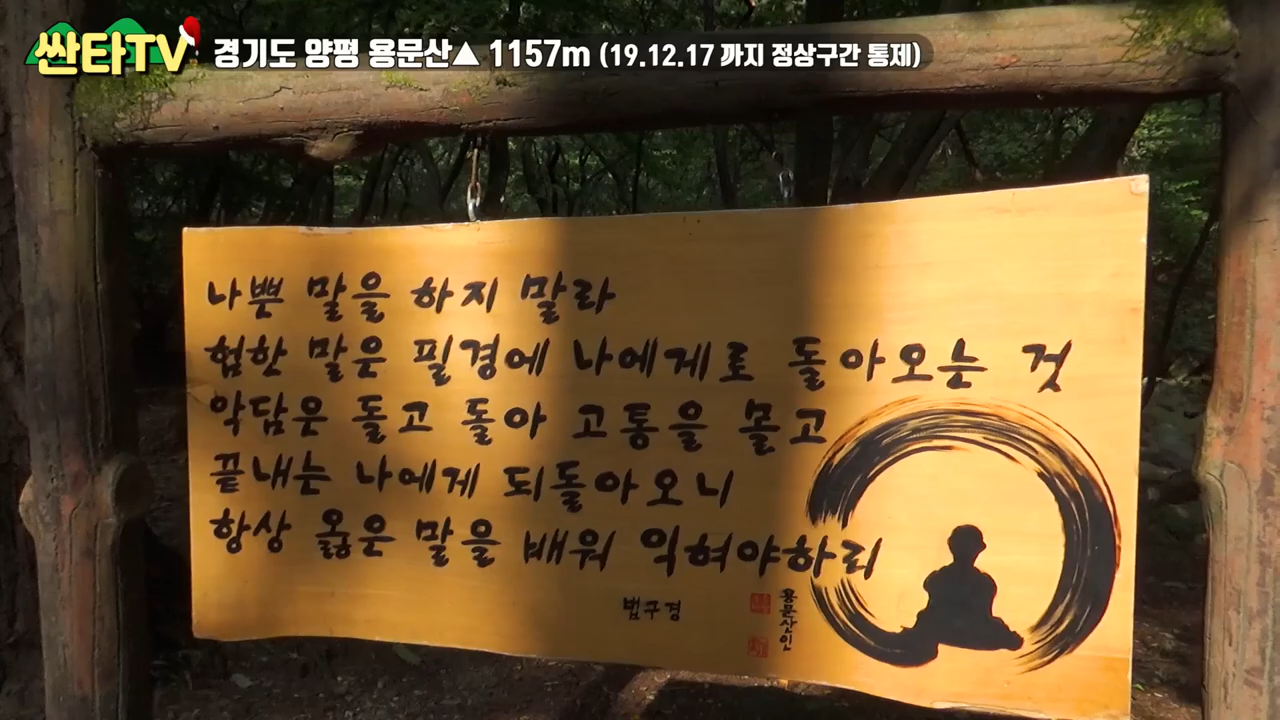 싼타TV
경기도 양평 용문산▲ 1157m (19.12.17 까지 정상구간 통제)
나쁜 말을 하지 말라
험한 말은 필경에 나에게로 돌아오는 것
악담은 돌고 돌아 고통을 몰고
끝내는 나에게 되돌아오니
항상 옳은 말을 배워 익혀야하리
법구경
용문산인